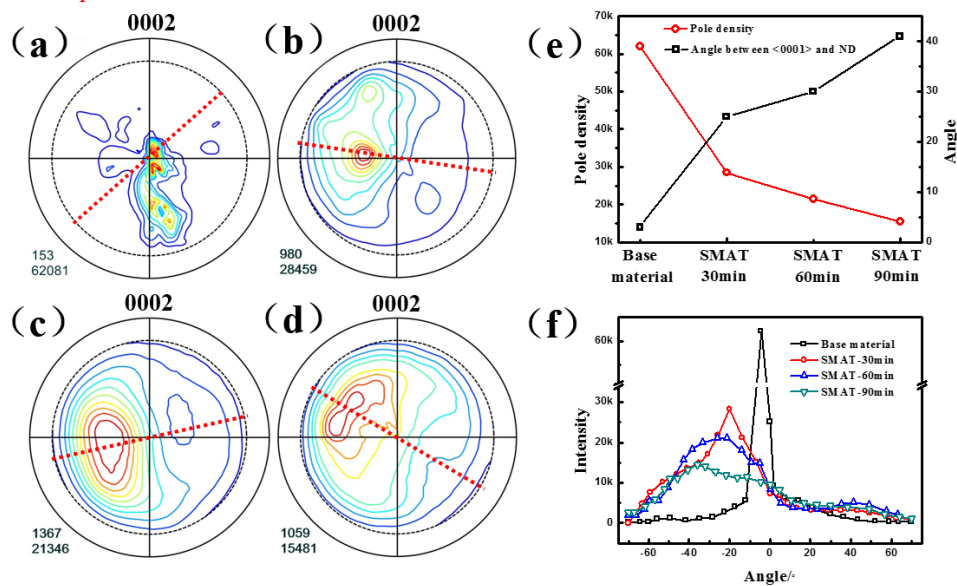 (a)
0002
153
62081
(b)
0002
980
28459
(c)
0002
1367
21346
(d)
0002
1059
15481
(e)
70k
60k
50k
40k
30k
20k
10k
Pole density
Pole density
Angle between <0001> and ND
40
30
20
10
0
Angle
Base material
SMAT 30min
SMAT 60min
SMAT 90min
(f)
60k
30k
20k
10k
0k
Intensity
Base material
SMAT-30min
SMAT-60min
SMAT-90min
-60
-40
-20
0
20
40
60
Angle/°